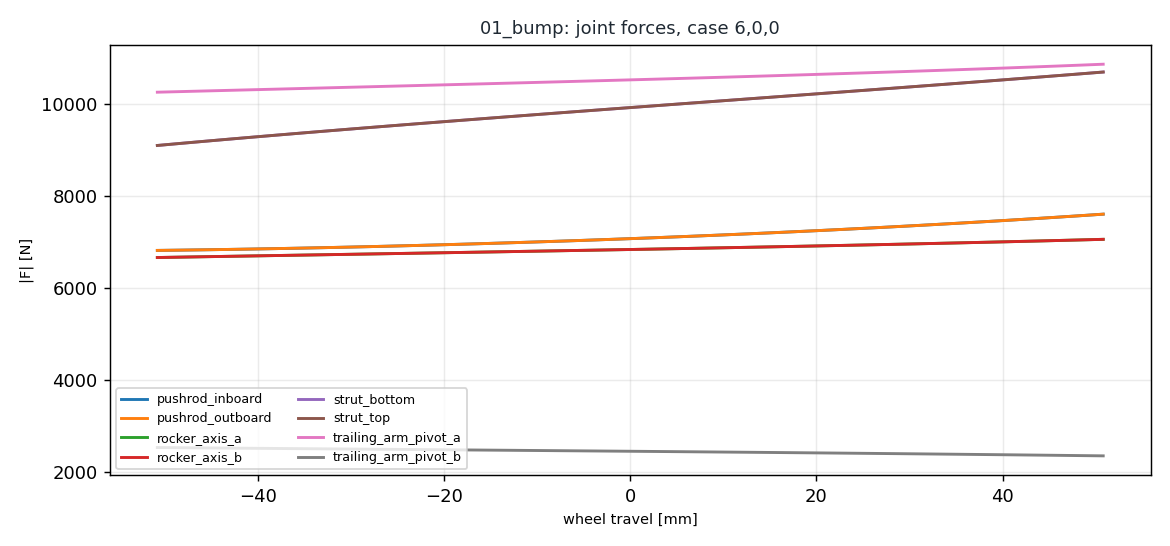 01_bump: joint forces, case 6,0,0
|F| [N]
10000
8000
6000
4000
2000
pushrod_inboard
pushrod_outboard
rocker_axis_a
rocker_axis_b
strut_bottom
strut_top
trailing_arm_pivot_a
trailing_arm_pivot_b
−40
−20
0
20
40
wheel travel [mm]